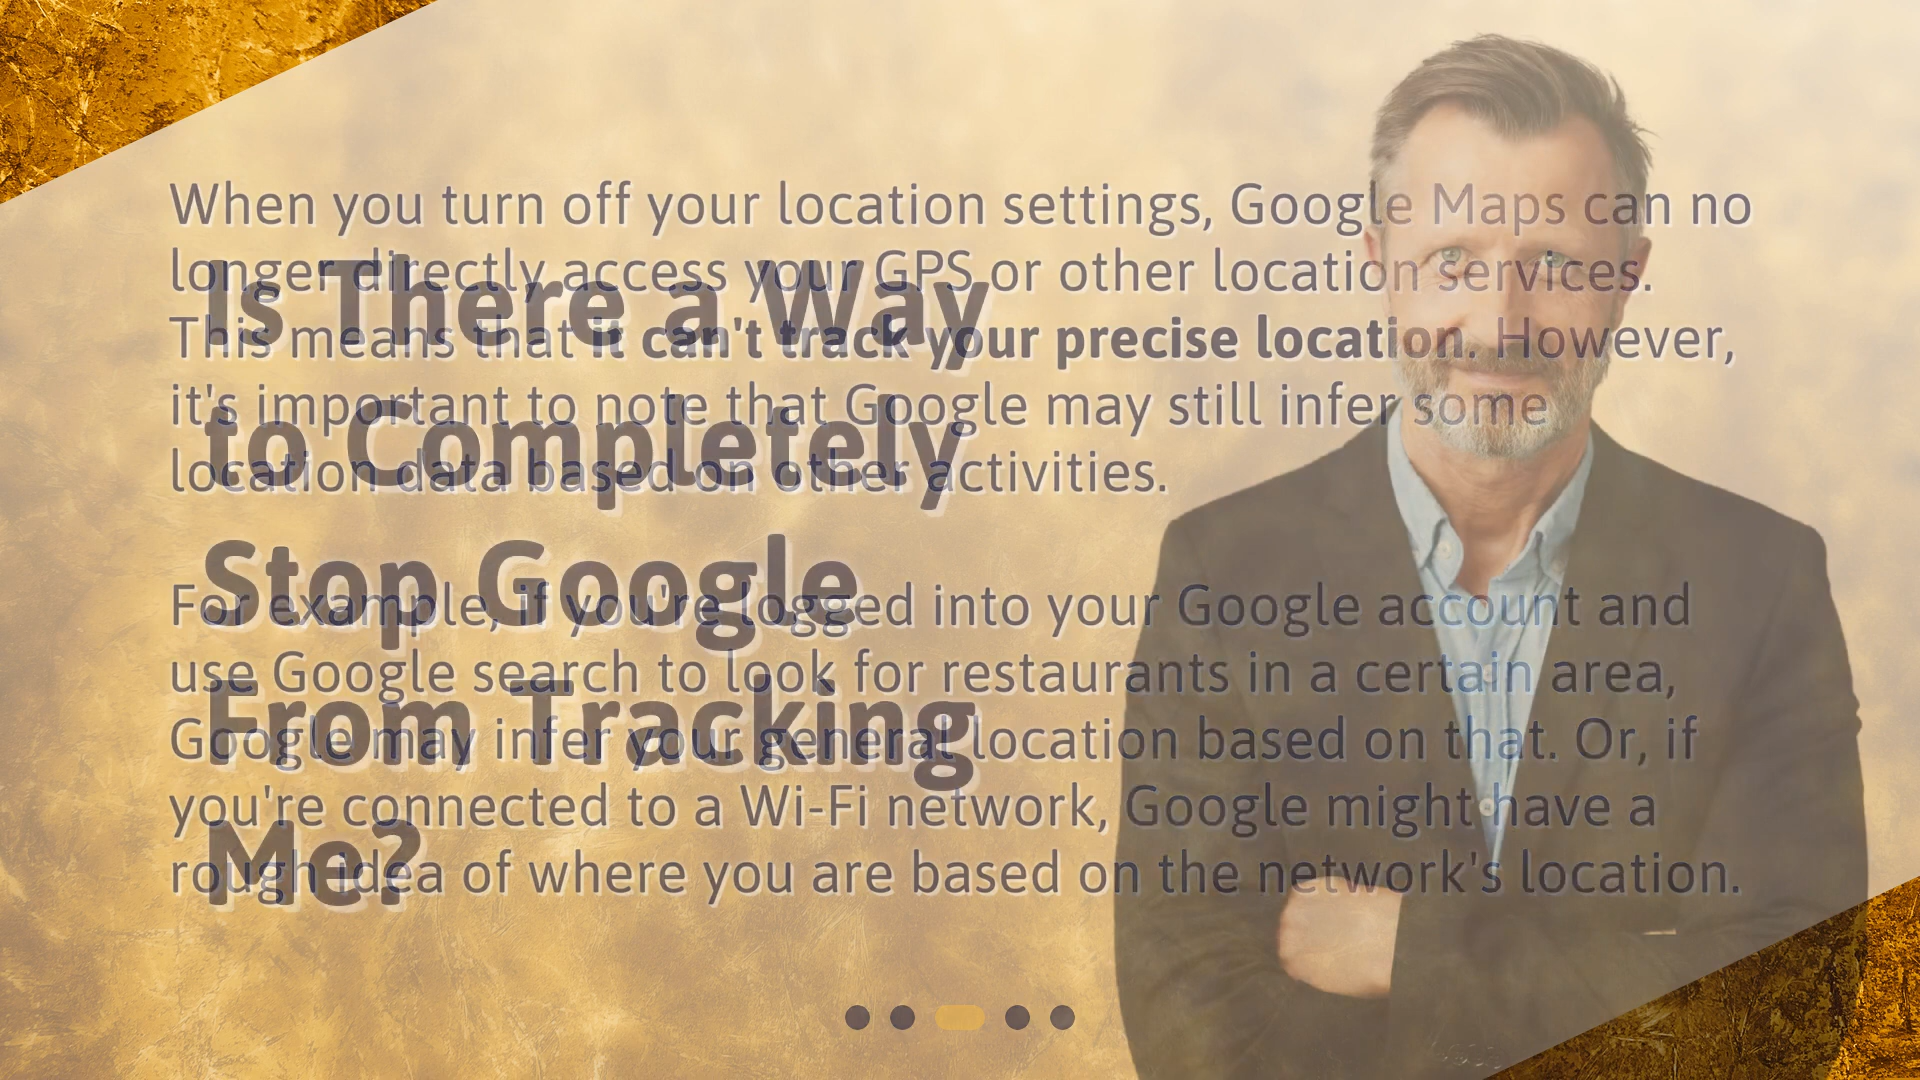 When you turn off your location settings, Google Maps can no
longer directly access your GPS or other location services.
This means that it can't track your precise location. However,
it's important to note that Google may still infer some
location data based on other activities.
For example, if you're logged into your Google account and
use Google search to look for restaurants in a certain area,
Google may infer your general location based on that. Or, if
you're connected to a Wi-Fi network, Google might have a
rough idea of where you are based on the network's location.
Is There a Way
to Completely
Stop Google
From Tracking
Me?